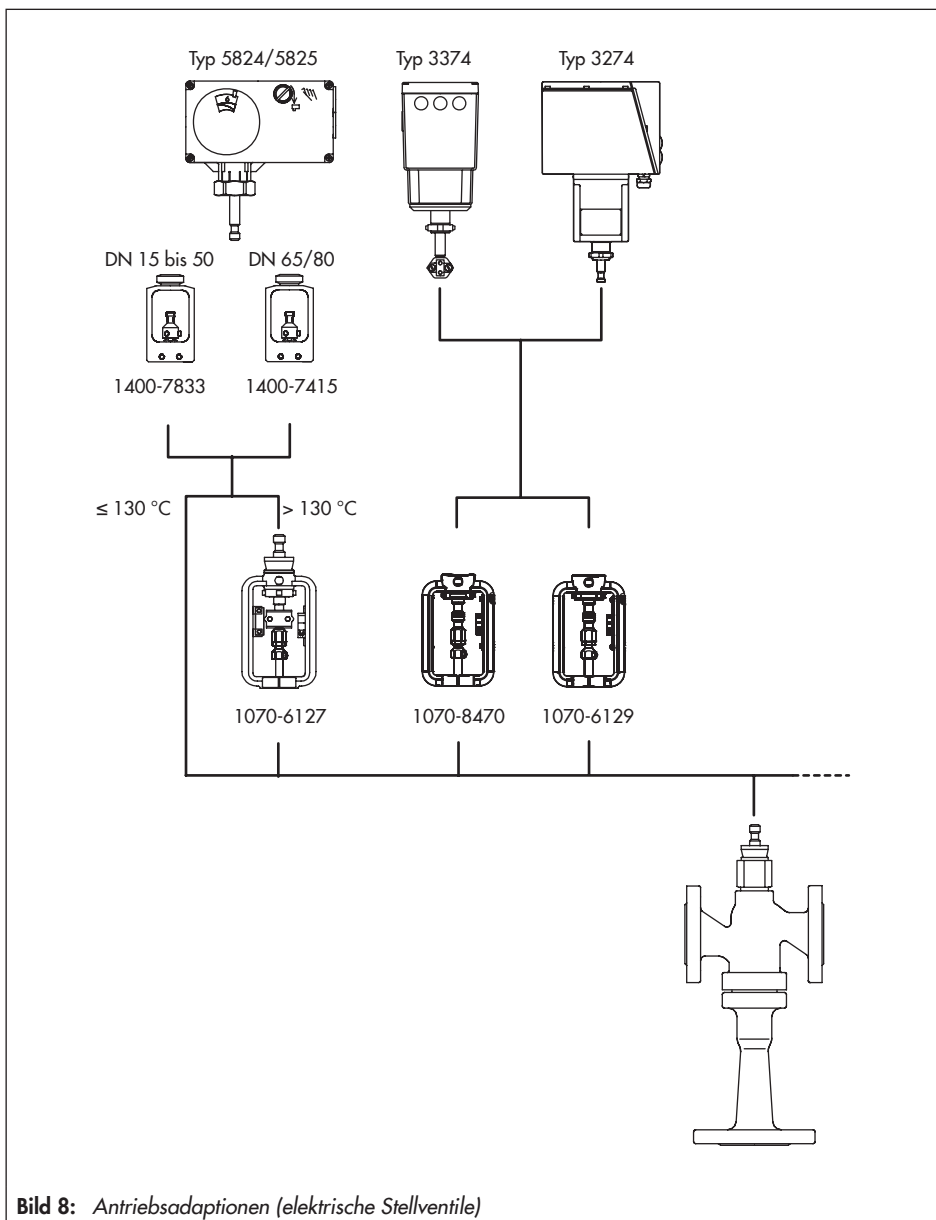 Typ 5824/5825 Typ 3374 Typ 3274
DN 15 bis 50 DN 65/80
1400-7833 1400-7415
≤ 130 °C > 130 °C
1070-6127 1070-8470 1070-6129
Bild 8: Antriebsadaptionen (elektrische Stellventile)